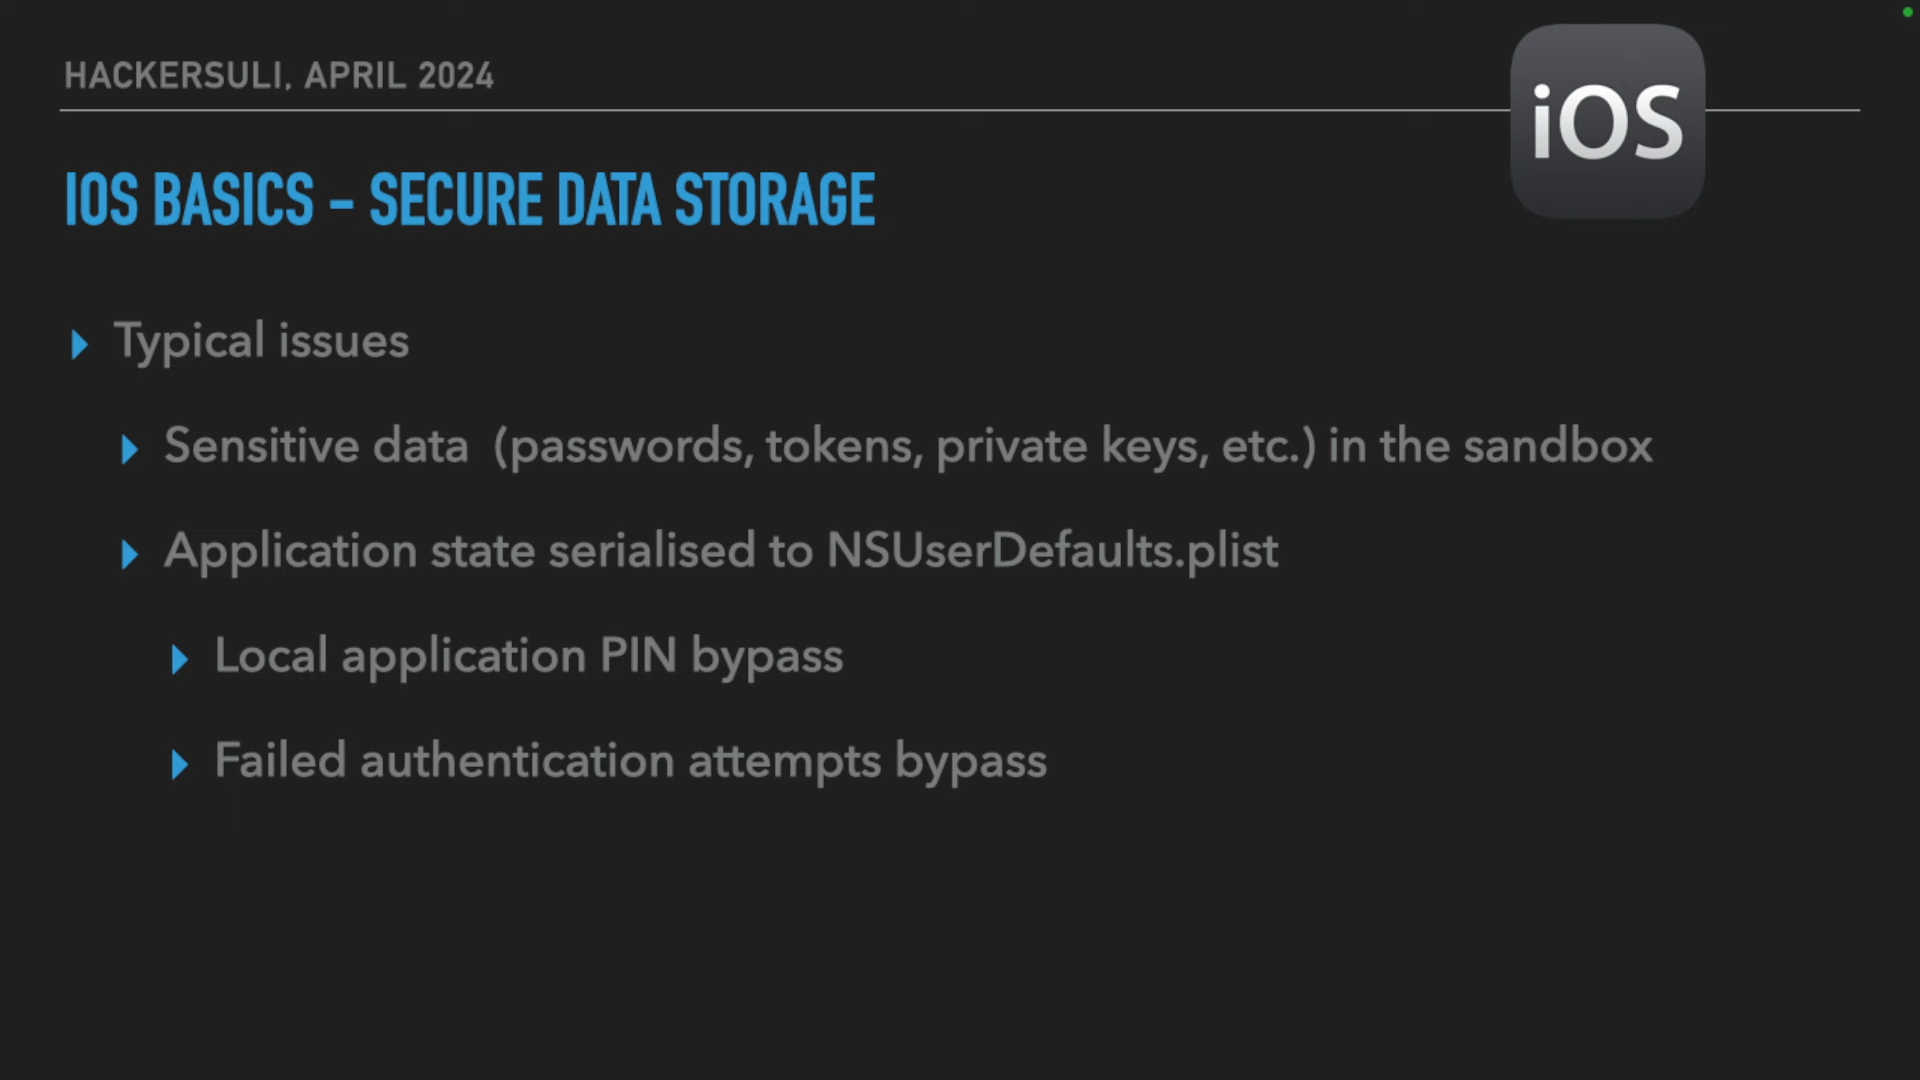 HACKERSULI, APRIL 2024
iOS
IOS BASICS – SECURE DATA STORAGE
Typical issues
Sensitive data  (passwords, tokens, private keys, etc.) in the sandbox
Application state serialised to NSUserDefaults.plist
Local application PIN bypass
Failed authentication attempts bypass